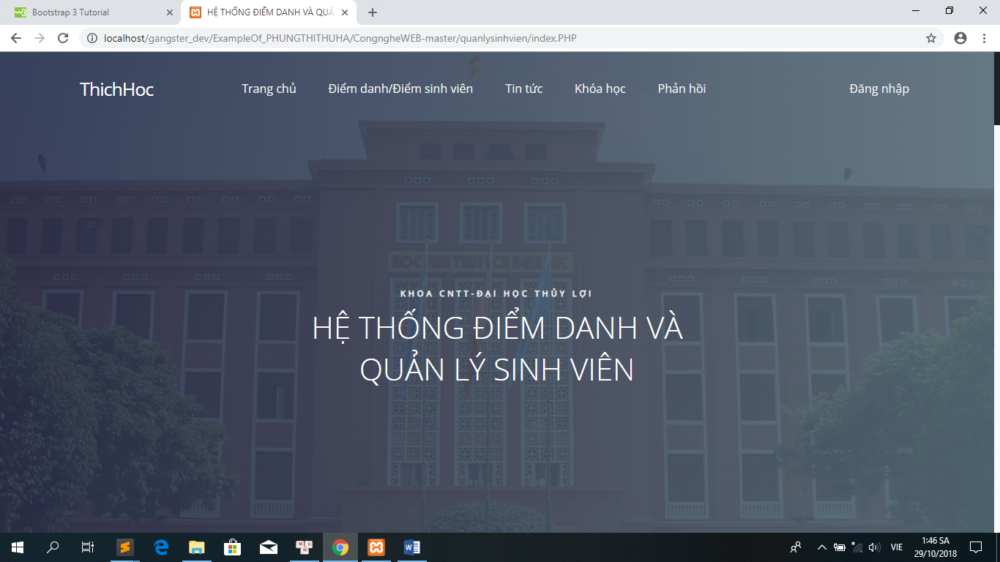 Bootstrap 3 Tutorial
HỆ THỐNG ĐIỂM DANH VÀ QUẢ
localhost/gangster_dev/ExampleOf_PHUNGTHITHUHA/CongngheWEB-master/quanlysinhvien/index.PHP
ThichHoc
Trang chủ
Điểm danh/Điểm sinh viên
Tin tức
Khóa học
Phản hồi
Đăng nhập
KHOA CNTT-ĐẠI HỌC THỦY LỢI
HỆ THỐNG ĐIỂM DANH VÀ
QUẢN LÝ SINH VIÊN
VIE
1:46 SA
29/10/2018